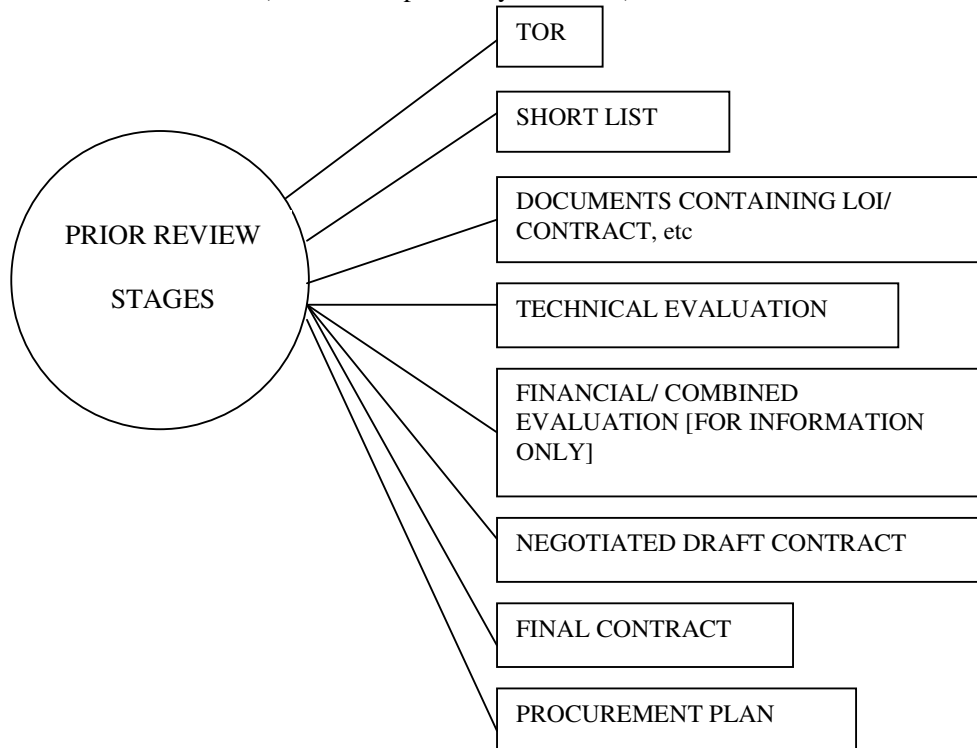 TOR
SHORT LIST
DOCUMENTS CONTAINING LOI/
CONTRACT, etc
PRIOR REVIEW
STAGES
TECHNICAL EVALUATION
FINANCIAL/ COMBINED
EVALUATION [FOR INFORMATION
ONLY]
NEGOTIATED DRAFT CONTRACT
FINAL CONTRACT
PROCUREMENT PLAN